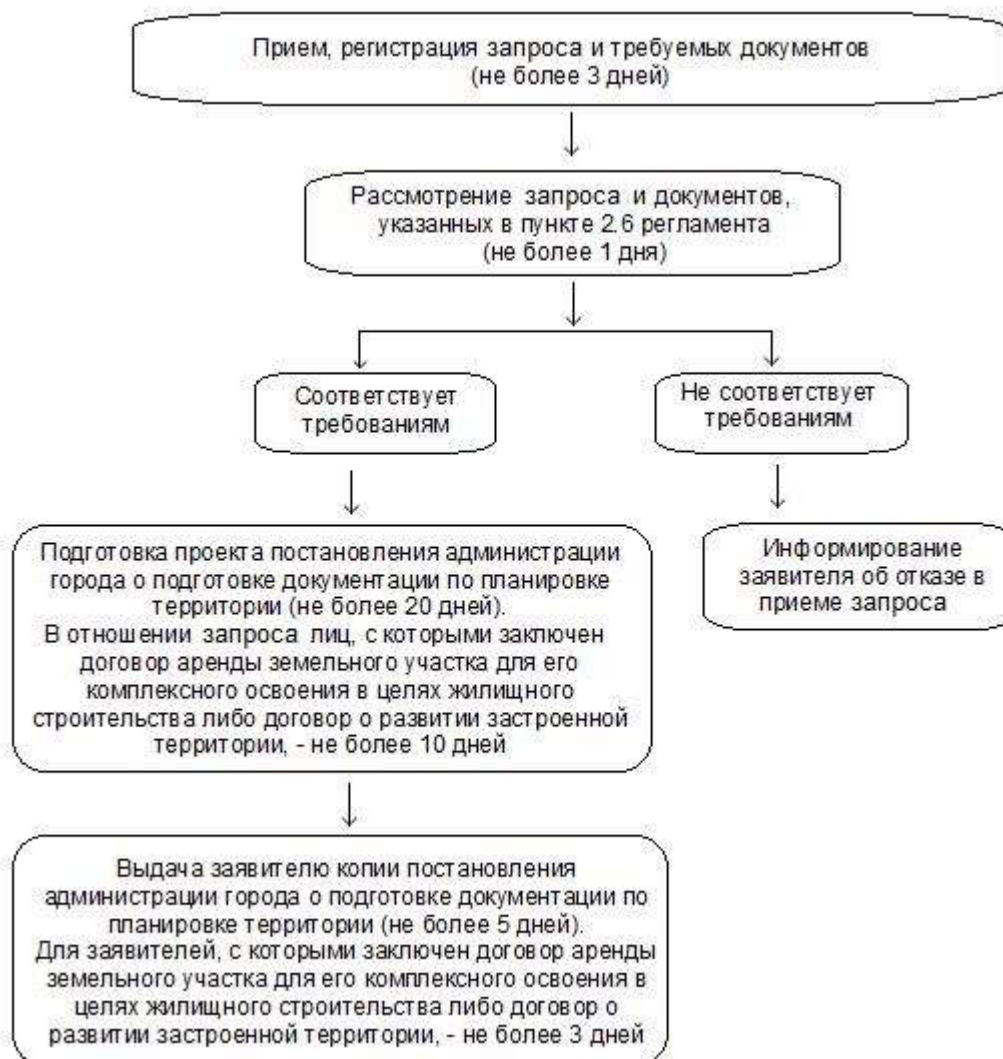 Прием, регистрация запроса и требуемых документов
(не более 3 дней)
Рассмотрение запроса и документов,
указанных в пункте 2.6 регламента
(не более 1 дня)
Соответствует
требованиям
Не соответствует
требованиям
Подготовка проекта постановления администрации
города о подготовке документации по планировке
территории (не более 20 дней).
В отношении запроса лиц, с которыми заключен
договор аренды земельного участка для его
комплексного освоения в целях жилищного
строительства либо договор о развитии застроенной
территории, - не более 10 дней
Информирование
заявителя об отказе в
приеме запроса
Выдача заявителю копии постановления
администрации города о подготовке документации по
планировке территории (не более 5 дней).
Для заявителей, с которыми заключен договор аренды
земельного участка для его комплексного освоения в
целях жилищного строительства либо договор о
развитии застроенной территории, - не более 3 дней